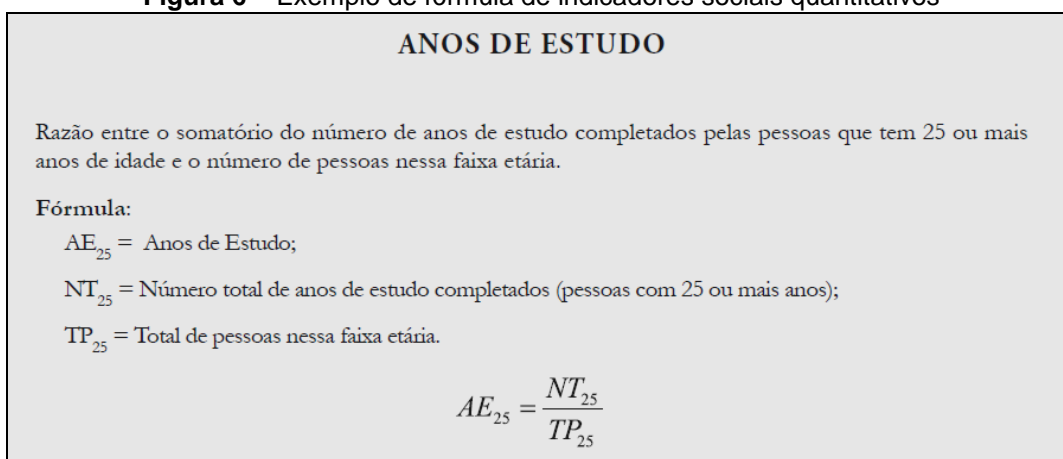 Figura 6 – Exemplo de fórmula de indicadores sociais quantitativos
ANOS DE ESTUDO
Razão entre o somatório do número de anos de estudo completados pelas pessoas que tem 25 ou mais
anos de idade e o número de pessoas nessa faixa etária.
Fórmula:
AE₂₅ = Anos de Estudo;
NT₂₅ = Número total de anos de estudo completados (pessoas com 25 ou mais anos);
TP₂₅ = Total de pessoas nessa faixa etária.
AE₂₅ = NT₂₅ / TP₂₅